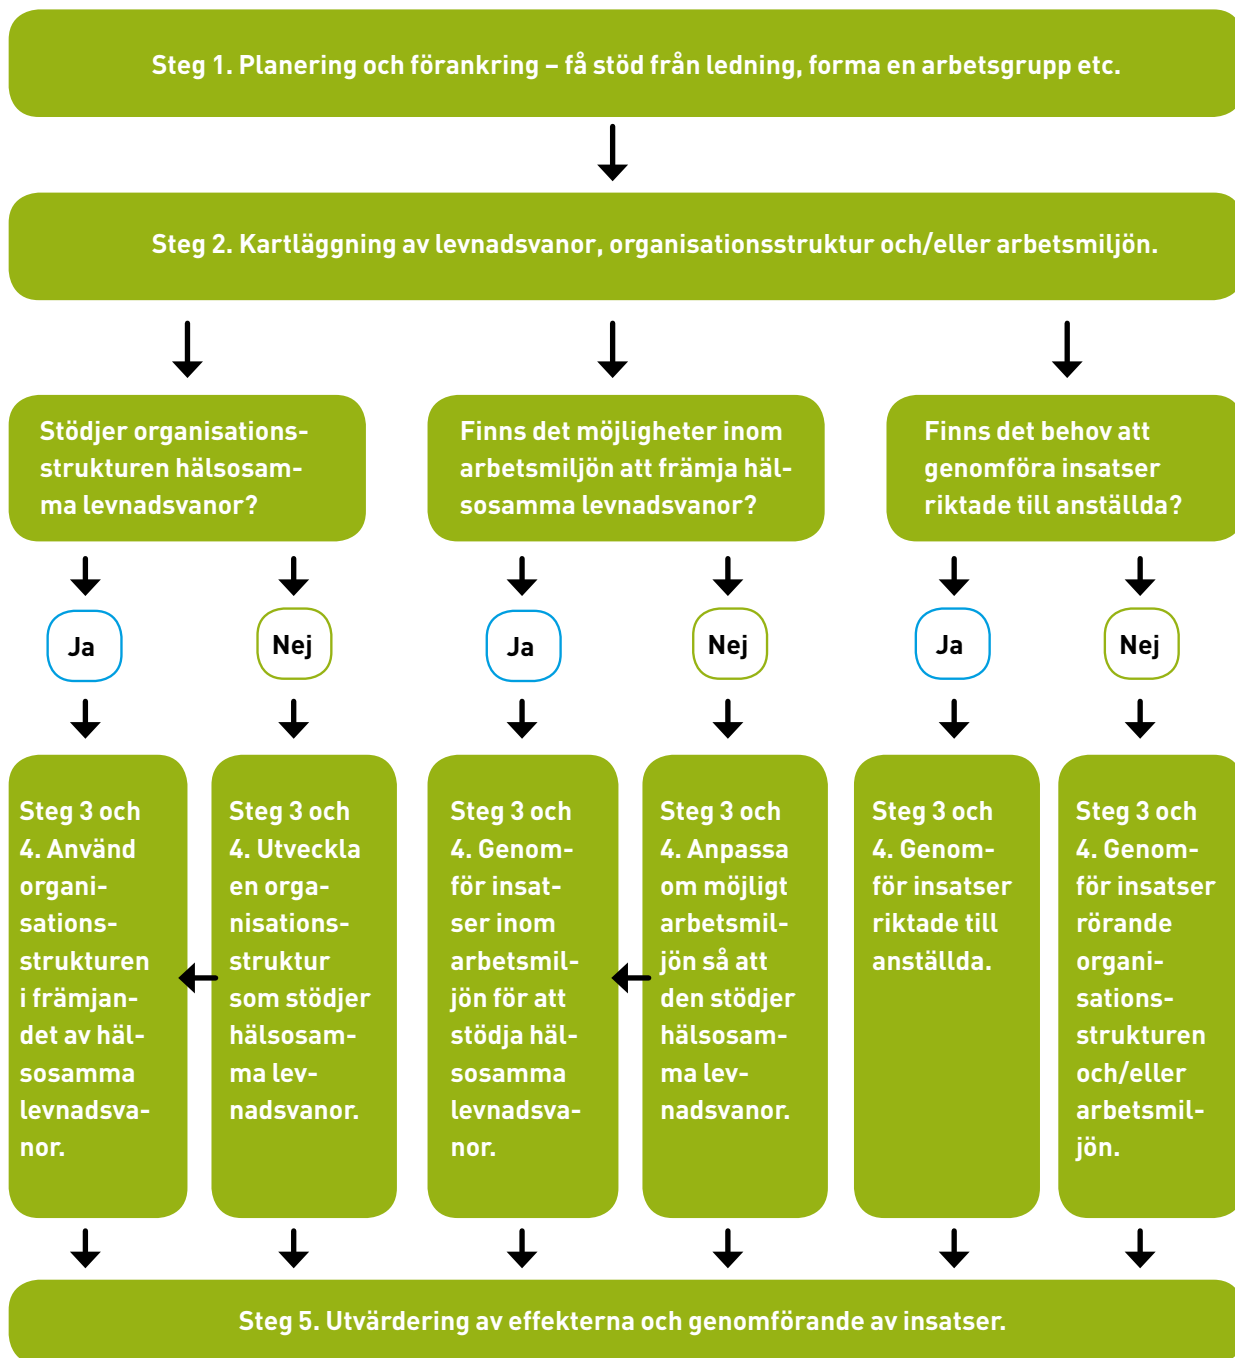 Steg 1. Planering och förankring – få stöd från ledning, forma en arbetsgrupp etc.
Steg 2. Kartläggning av levnadsvanor, organisationsstruktur och/eller arbetsmiljön.
Stödjer organisations-
strukturen hälsosam-
ma levnadsvanor?
Finns det möjligheter inom
arbetsmiljön att främja häl-
sosamma levnadsvanor?
Finns det behov att
genomföra insatser
riktade till anställda?
Ja
Nej
Ja
Nej
Ja
Nej
Steg 3 och
4. Använd
organi-
sations-
strukturen
i främjan-
det av häl-
sosamma
levnadsva-
nor.
Steg 3 och
4. Utveckla
en orga-
nisations-
struktur
som stödjer
hälsosam-
ma lev-
nadsvanor.
Steg 3 och
4. Genom-
för insat-
ser inom
arbetsmil-
jön för att
stödja häl-
sosamma
levnadsva-
nor.
Steg 3 och
4. Anpassa
om möjligt
arbetsmil-
jön så att
den stödjer
hälsosam-
ma lev-
nadsvanor.
Steg 3 och
4. Genom-
för insatser
riktade till
anställda.
Steg 3 och
4. Genom-
för insatser
rörande
organi-
sations-
strukturen
och/eller
arbetsmil-
jön.
Steg 5. Utvärdering av effekterna och genomförande av insatser.